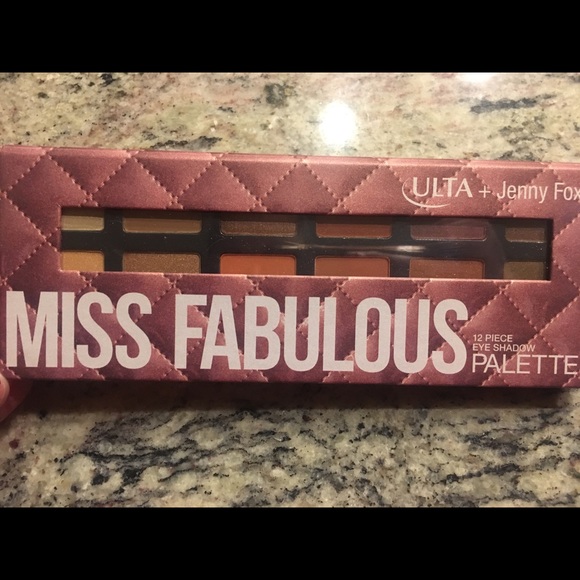 ULTA + Jenny Fox
MISS FABULOUS
12 PIECE
EYE SHADOW
PALETTE